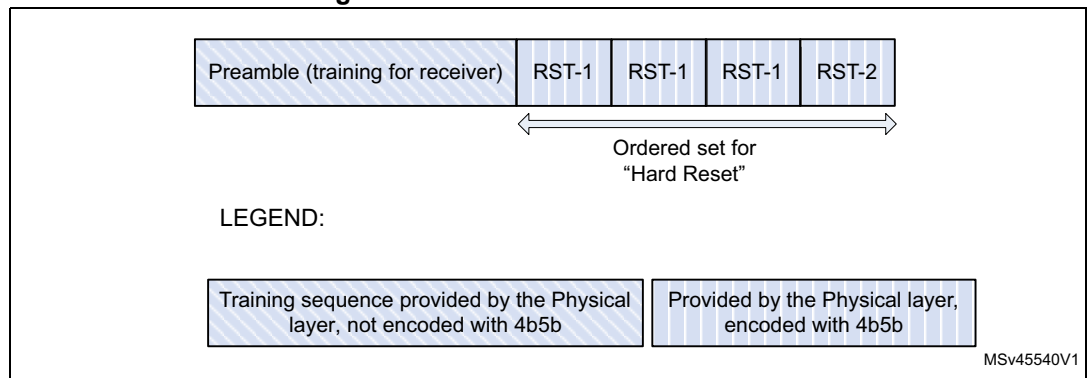 Preamble (training for receiver) RST-1 RST-1 RST-1 RST-2
Ordered set for
“Hard Reset”
LEGEND:
Training sequence provided by the Physical
layer, not encoded with 4b5b
Provided by the Physical layer,
encoded with 4b5b
MSv45540V1